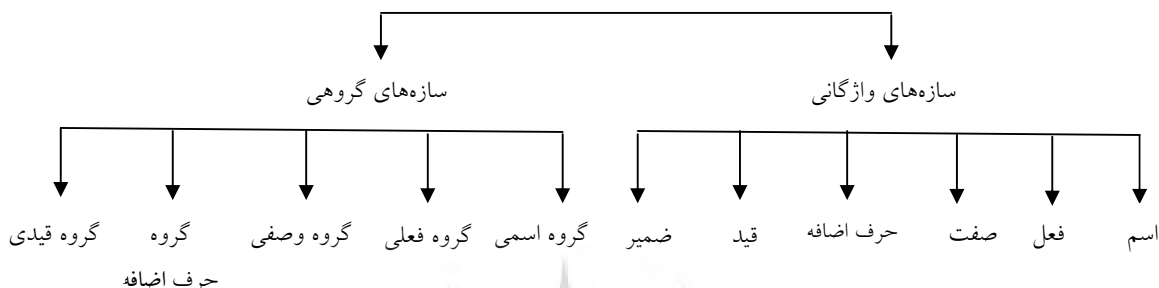 سازه‌های واژگانی سازه‌های گروهی
اسم فعل صفت حرف اضافه قید ضمیر گروه اسمی گروه فعلی گروه وصفی گروه گروه قیدی
حرف اضافه